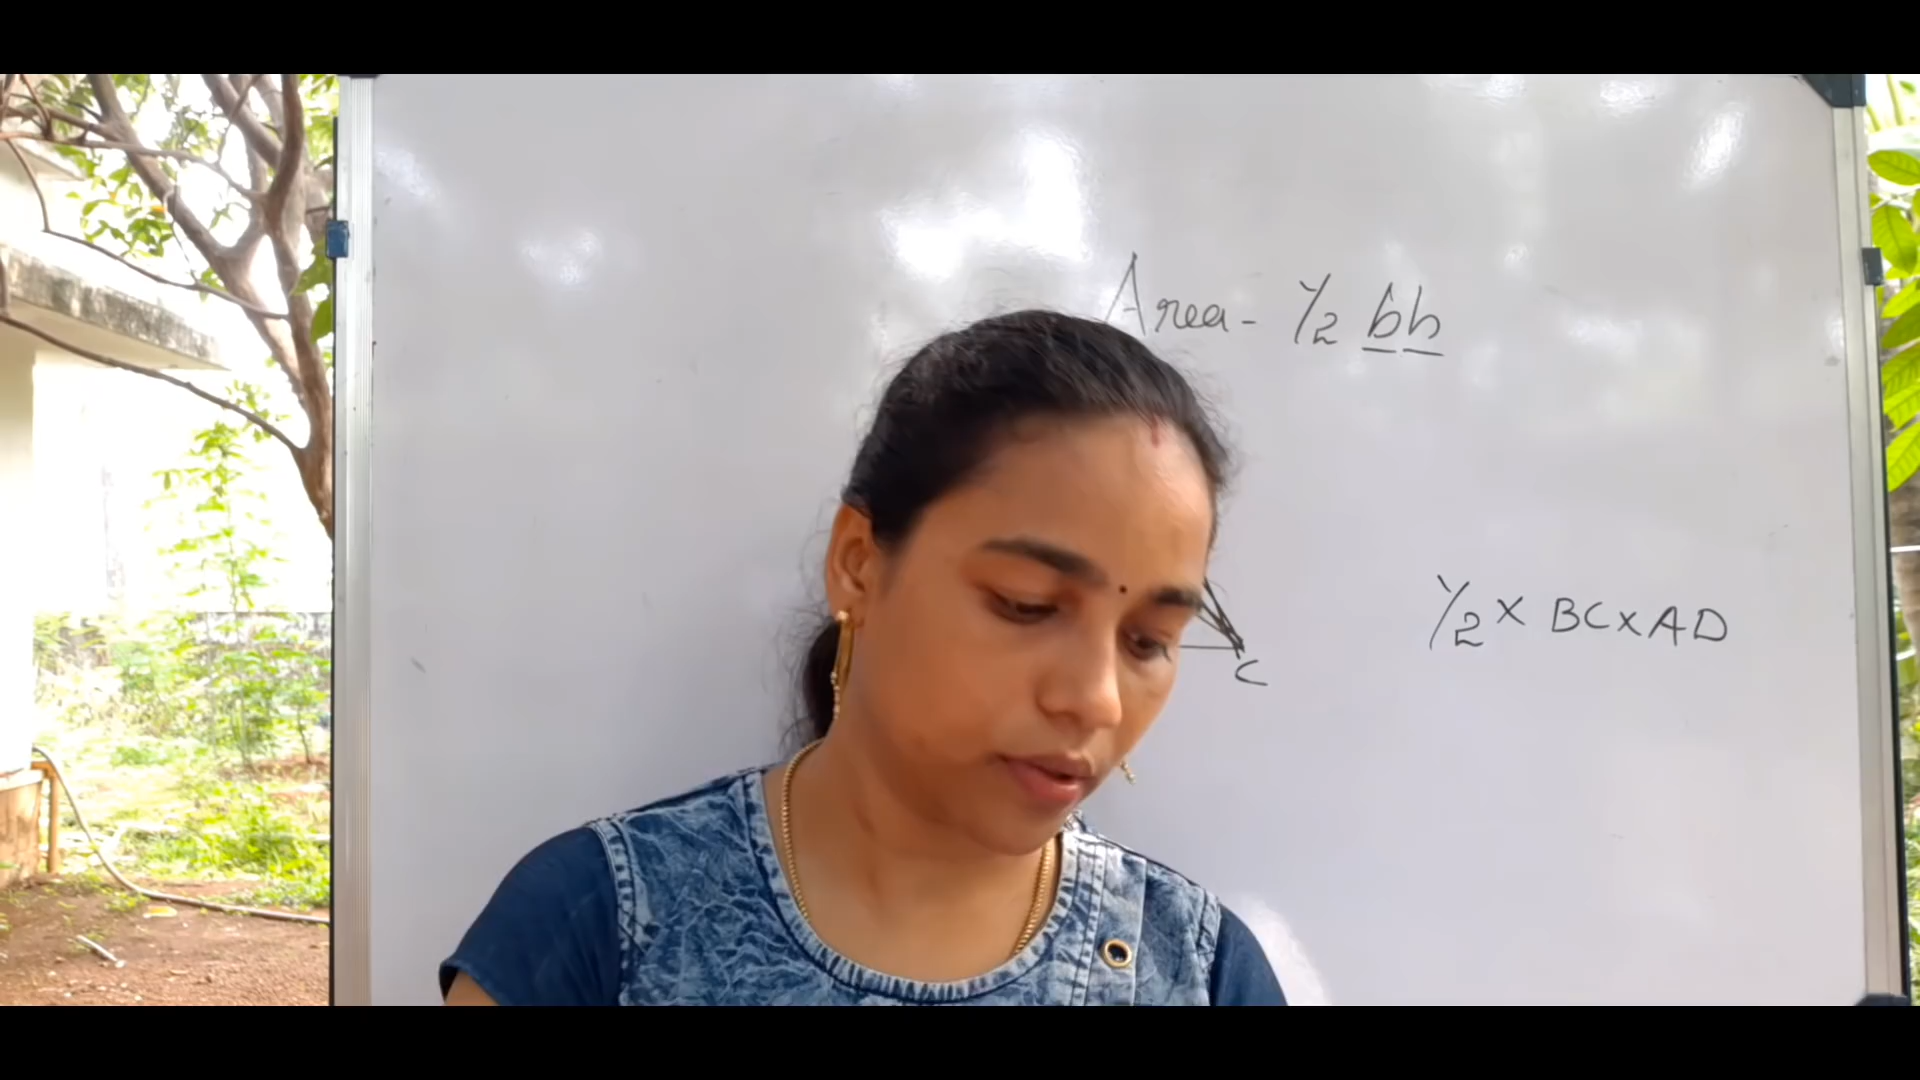 Area - 1/2 bh
1/2 × BC × AD
C